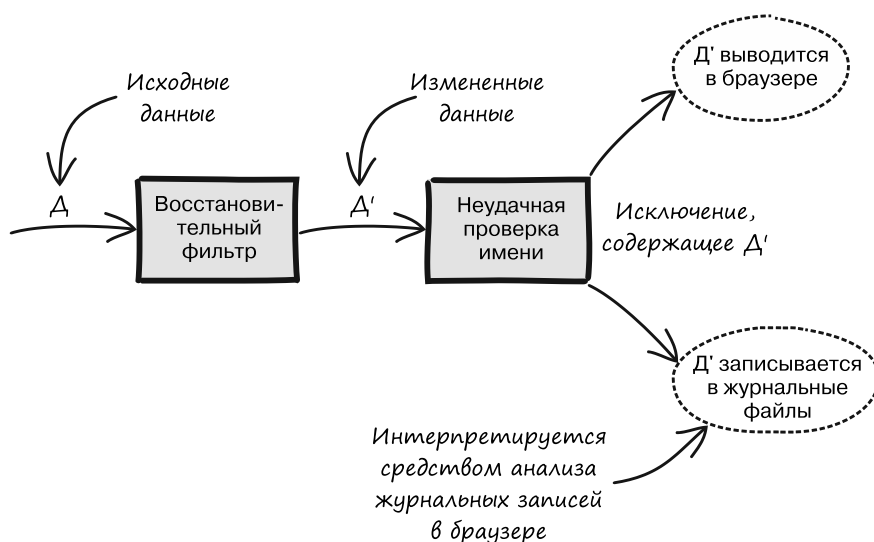 Исходные
данные
Измененные
данные
Д' выводится
в браузере
Д
Восстанови-
тельный
фильтр
Д'
Неудачная
проверка
имени
Исключение,
содержащее Д'
Д' записывается
в журнальные
файлы
Интерпретируется
средством анализа
журнальных записей
в браузере